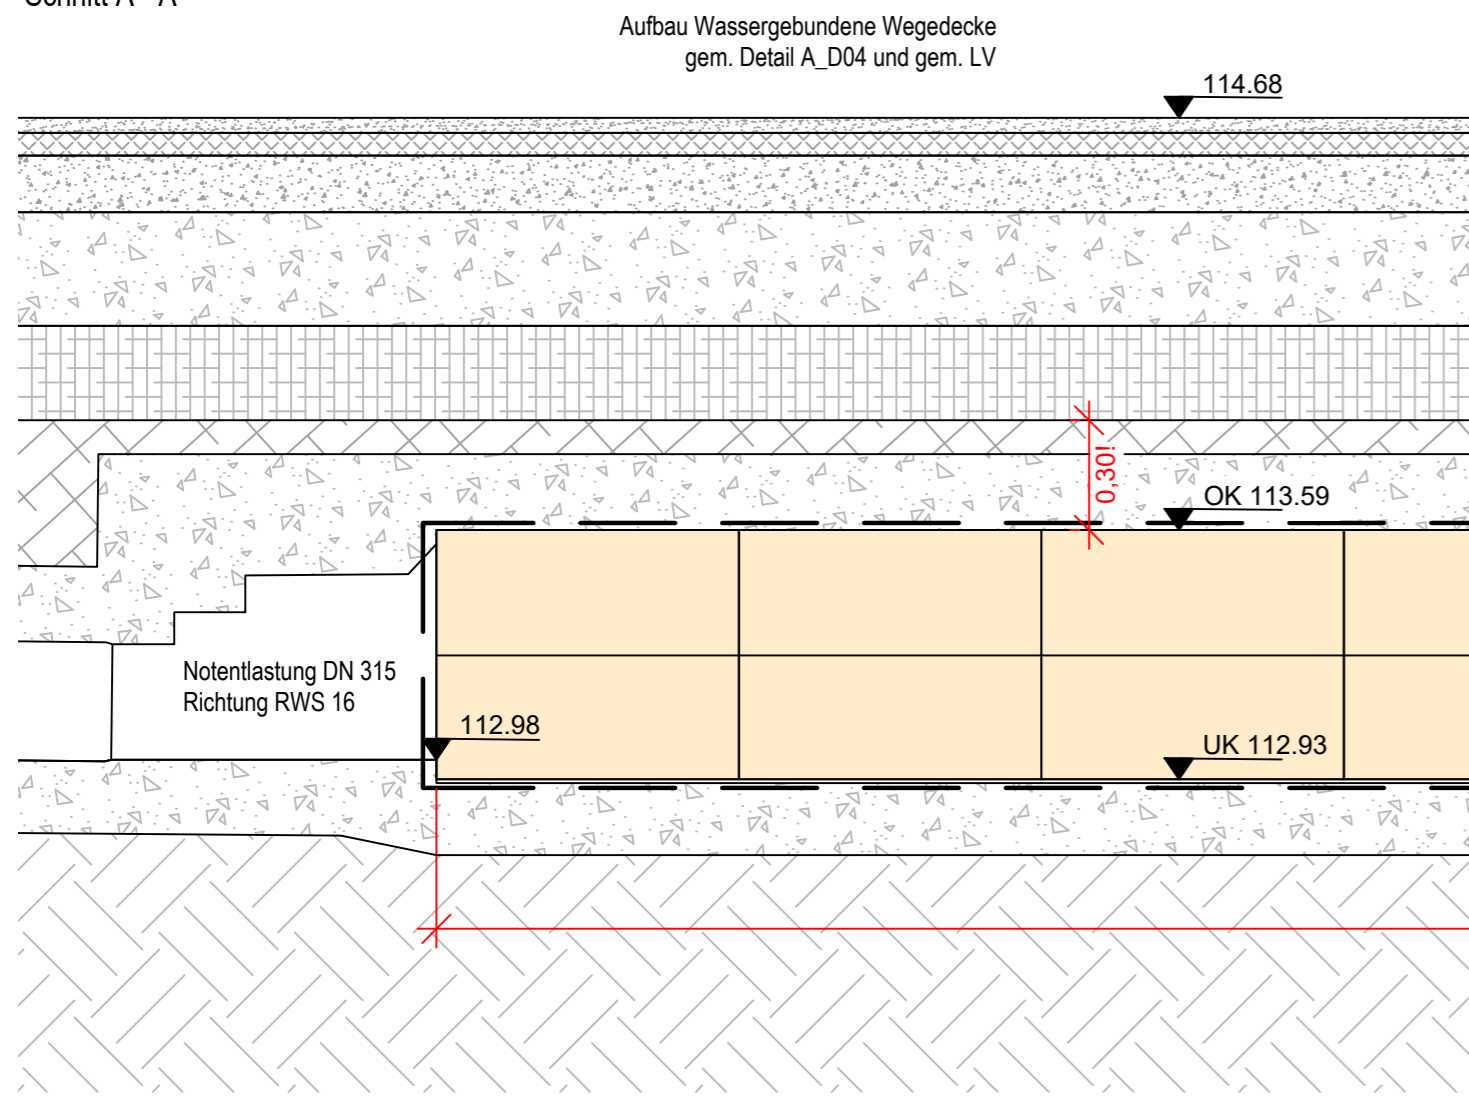 Schnitt A - A
Aufbau Wassergebundene Wegedecke
gem. Detail A_D04 und gem. LV
114.68
0,30!
OK 113.59
Notentlastung DN 315
Richtung RWS 16
112.98
UK 112.93